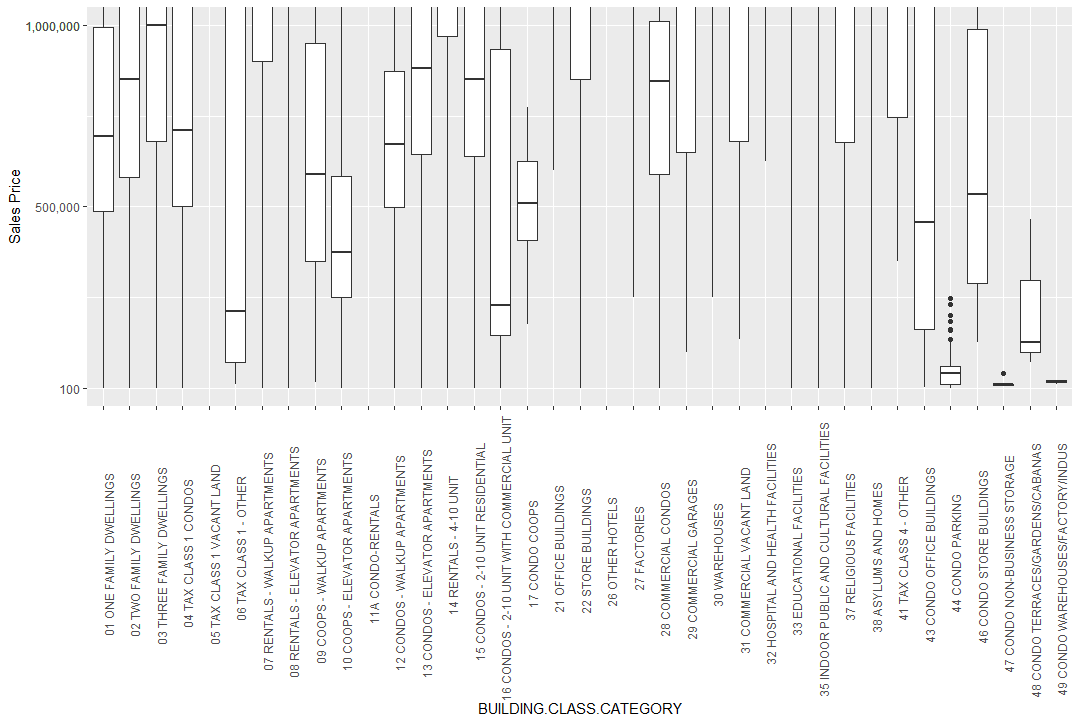 1,000,000
500,000
100
Sales Price
01 ONE FAMILY DWELLINGS
02 TWO FAMILY DWELLINGS
03 THREE FAMILY DWELLINGS
04 TAX CLASS 1 CONDOS
05 TAX CLASS 1 VACANT LAND
06 TAX CLASS 1 - OTHER
07 RENTALS - WALKUP APARTMENTS
08 RENTALS - ELEVATOR APARTMENTS
09 COOPS - WALKUP APARTMENTS
10 COOPS - ELEVATOR APARTMENTS
11A CONDO-RENTALS
12 CONDOS - WALKUP APARTMENTS
13 CONDOS - ELEVATOR APARTMENTS
14 RENTALS - 4-10 UNIT
15 CONDOS - 2-10 UNIT RESIDENTIAL
16 CONDOS - 2-10 UNIT WITH COMMERCIAL UNIT
17 CONDO COOPS
21 OFFICE BUILDINGS
22 STORE BUILDINGS
26 OTHER HOTELS
27 FACTORIES
28 COMMERCIAL CONDOS
29 COMMERCIAL GARAGES
30 WAREHOUSES
31 COMMERCIAL VACANT LAND
32 HOSPITAL AND HEALTH FACILITIES
33 EDUCATIONAL FACILITIES
35 INDOOR PUBLIC AND CULTURAL FACILITIES
37 RELIGIOUS FACILITIES
38 ASYLUMS AND HOMES
41 TAX CLASS 4 - OTHER
43 CONDO OFFICE BUILDINGS
44 CONDO PARKING
46 CONDO STORE BUILDINGS
47 CONDO NON-BUSINESS STORAGE
48 CONDO TERRACES/GARDENS/CABANAS
49 CONDO WAREHOUSES/FACTORY/INDUS
BUILDING.CLASS.CATEGORY